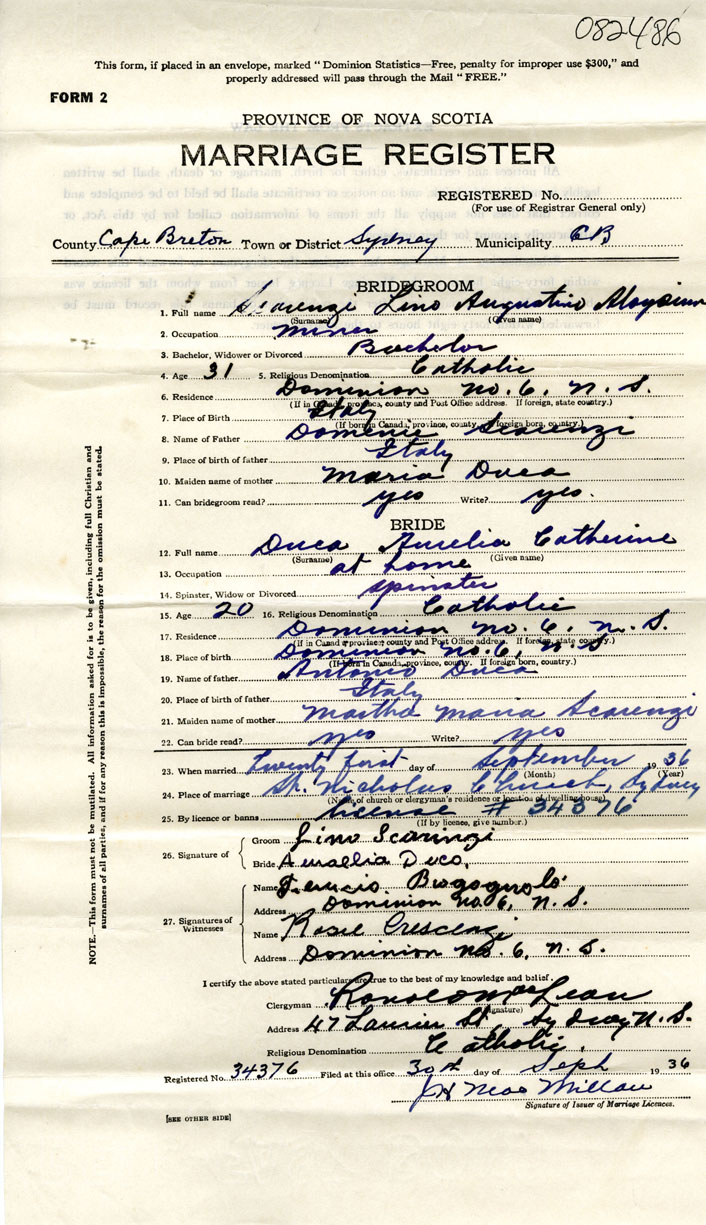 082486
This form, if placed in an envelope, marked "Dominion Statistics—Free, penalty for improper use $300," and
properly addressed will pass through the Mail "FREE."
FORM 2
PROVINCE OF NOVA SCOTIA
MARRIAGE REGISTER
REGISTERED No.
(For use of Registrar General only)
County Cape Breton Town or District Sydney Municipality CB
BRIDEGROOM
1. Full name Scarenzi Lino Augustino Aloysius
(Surname) (Given name)
2. Occupation miner
3. Bachelor, Widower or Divorced Bachelor
4. Age 31 5. Religious Denomination Catholic
6. Residence Dominion No. 6, N. S.
(If in Canada, province, county and Post Office address. If foreign, state country.)
7. Place of Birth Italy
(If born in Canada, province, county. If foreign born, country.)
8. Name of Father Domenic Scarenzi
9. Place of birth of father Italy
10. Maiden name of mother Maria Duca
11. Can bridegroom read? yes Write? yes.
BRIDE
12. Full name Duca Aurelia Catherine
(Surname) (Given name)
13. Occupation at home
14. Spinster, Widow or Divorced spinster
15. Age 20 16. Religious Denomination Catholic
17. Residence Dominion No. 6, N. S.
(If in Canada province, county and Post Office address. If foreign, state country.)
18. Place of birth Dominion No. 6, N. S
(If born in Canada, province, county. If foreign born, country.)
19. Name of father Antonio Duca
20. Place of birth of father Italy
21. Maiden name of mother Martha Maria Scarenzi
22. Can bride read? yes Write? yes
23. When married twenty first day of September 1936
(Month) (Year)
24. Place of marriage St. Nicholas Church, Sydney
(Name of church or clergyman's residence or location of dwelling house)
25. By licence or banns licence # 34376
(If by licence, give number.)
26. Signature of
Groom Lino Scarinzi
Bride Aurallia Duca,
27. Signatures of Witnesses
Name
Address Dominion No. 6, N. S.
Name Rosie Crescenzi
Address Dominion No. 6, N. S.
I certify the above stated particulars are true to the best of my knowledge and belief.
Clergyman
(Signature)
Address 47 Laurier St Sydney N. S.
Religious Denomination Catholic.
Registered No. 34376 Filed at this office 30th day of Sept 1936
J H MacMillan
Signature of Issuer of Marriage Licences.
[SEE OTHER SIDE]
NOTE.—This form must not be mutilated. All information asked for is to be given, including full Christian and
surnames of all parties, and if for any reason this is impossible, the reason for the omission must be stated.